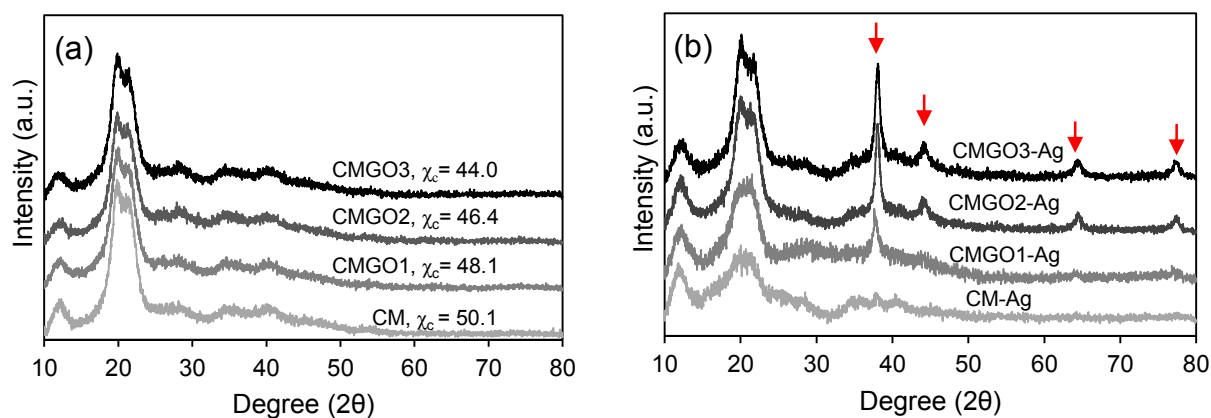 (a)
CMGO3, χc = 44.0
CMGO2, χc = 46.4
CMGO1, χc = 48.1
CM, χc = 50.1
Intensity (a.u.)
10 20 30 40 50 60 70 80
Degree (2θ)
(b)
CMGO3-Ag
CMGO2-Ag
CMGO1-Ag
CM-Ag
Intensity (a.u.)
10 20 30 40 50 60 70 80
Degree (2θ)